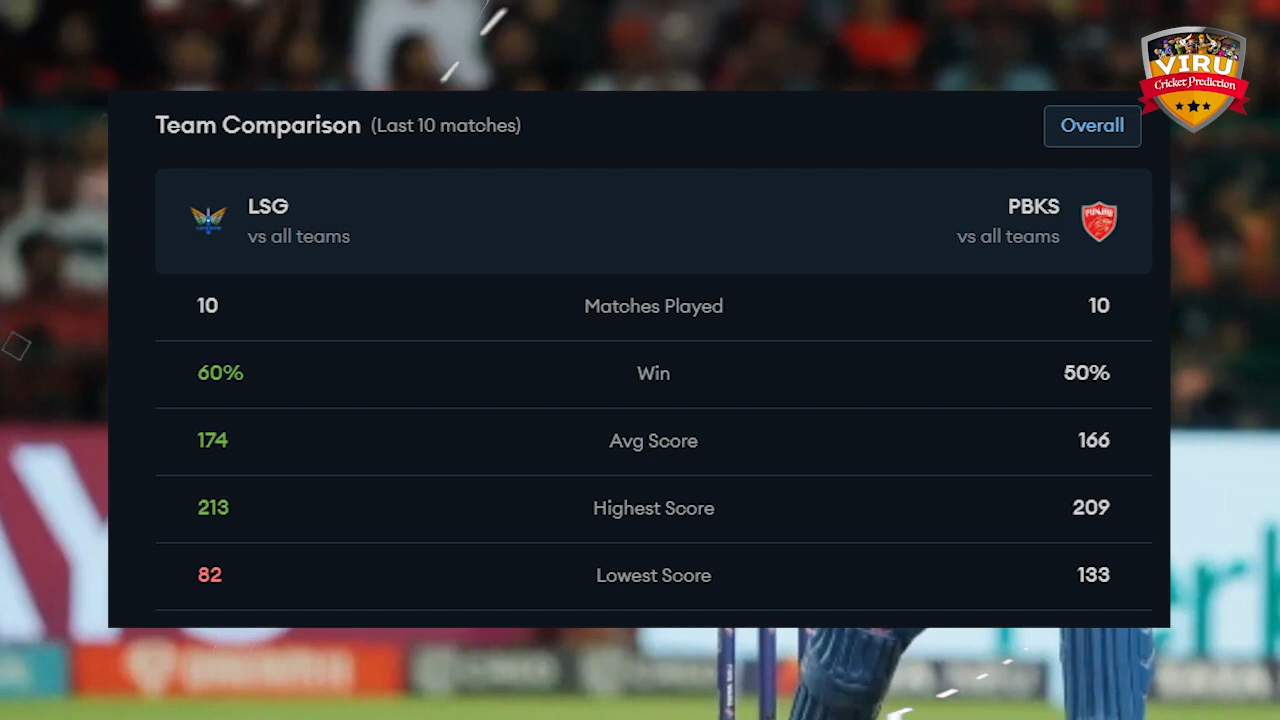 VIRU
Cricket Prediction
Team Comparison (Last 10 matches)
Overall
LSG
vs all teams
PBKS
vs all teams
PUNJAB
10 Matches Played 10
60% Win 50%
174 Avg Score 166
213 Highest Score 209
82 Lowest Score 133